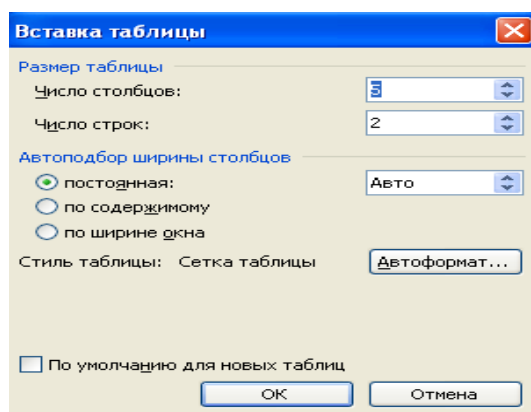 Вставка таблицы
Размер таблицы
Число столбцов: 5
Число строк: 2
Автоподбор ширины столбцов
постоянная: Авто
по содержимому
по ширине окна
Стиль таблицы: Сетка таблицы Автоформат...
По умолчанию для новых таблиц
ОК Отмена